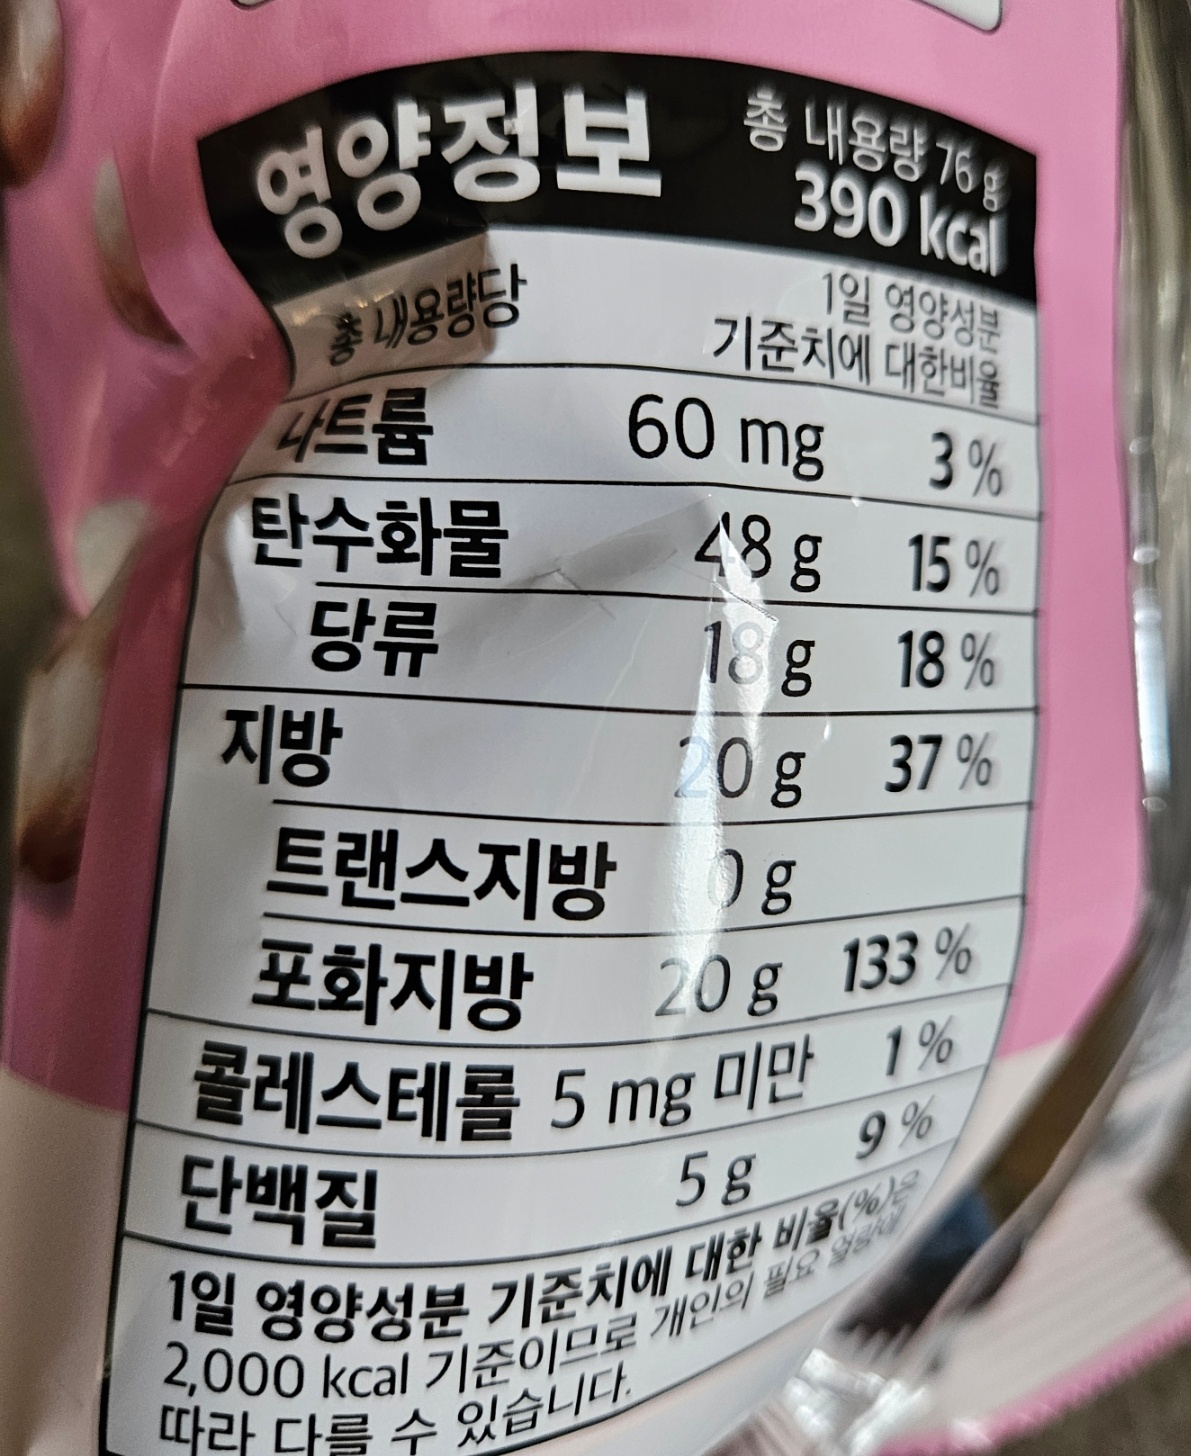 영양정보
총 내용량 76 g
390 kcal
총 내용량당
1일 영양성분
기준치에 대한비율
나트륨 60 mg 3 %
탄수화물 48 g 15 %
당류 18 g 18 %
지방 20 g 37 %
트랜스지방 0 g
포화지방 20 g 133 %
콜레스테롤 5 mg 미만 1 %
단백질 5 g 9 %
1일 영양성분 기준치에 대한 비율(%)은
2,000 kcal 기준이므로 개인의 필요 열량에
따라 다를 수 있습니다.